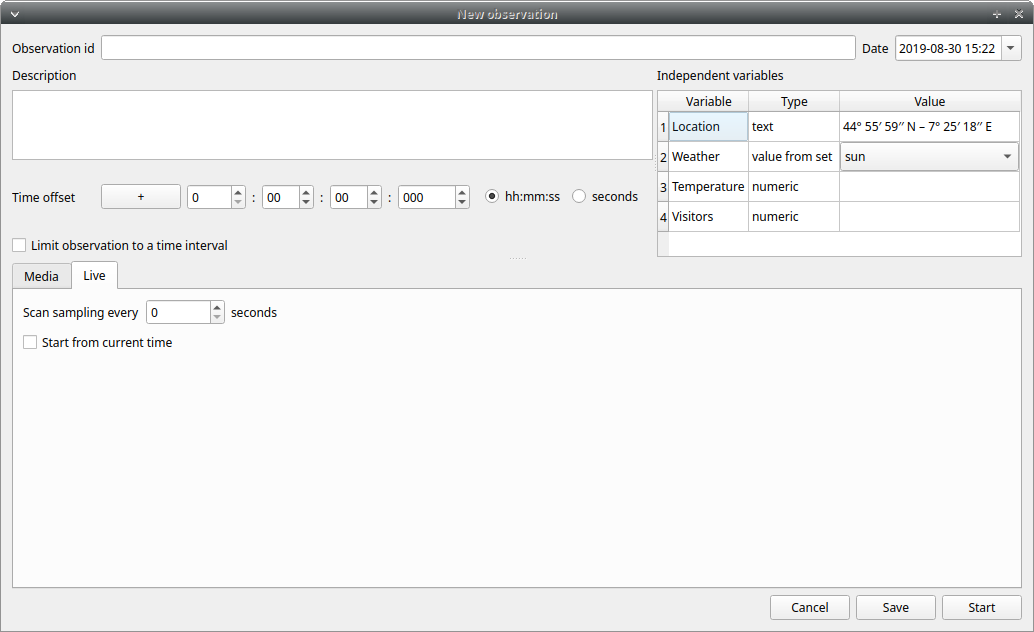 New observation
Observation id
Date 2019-08-30 15:22
Description
Independent variables
Variable Type Value
1 Location text 44° 55′ 59′′ N – 7° 25′ 18′′ E
2 Weather value from set sun
3 Temperature numeric
4 Visitors numeric
Time offset + 0 : 00 : 00 : 000 hh:mm:ss seconds
Limit observation to a time interval
Media Live
Scan sampling every 0 seconds
Start from current time
Cancel Save Start